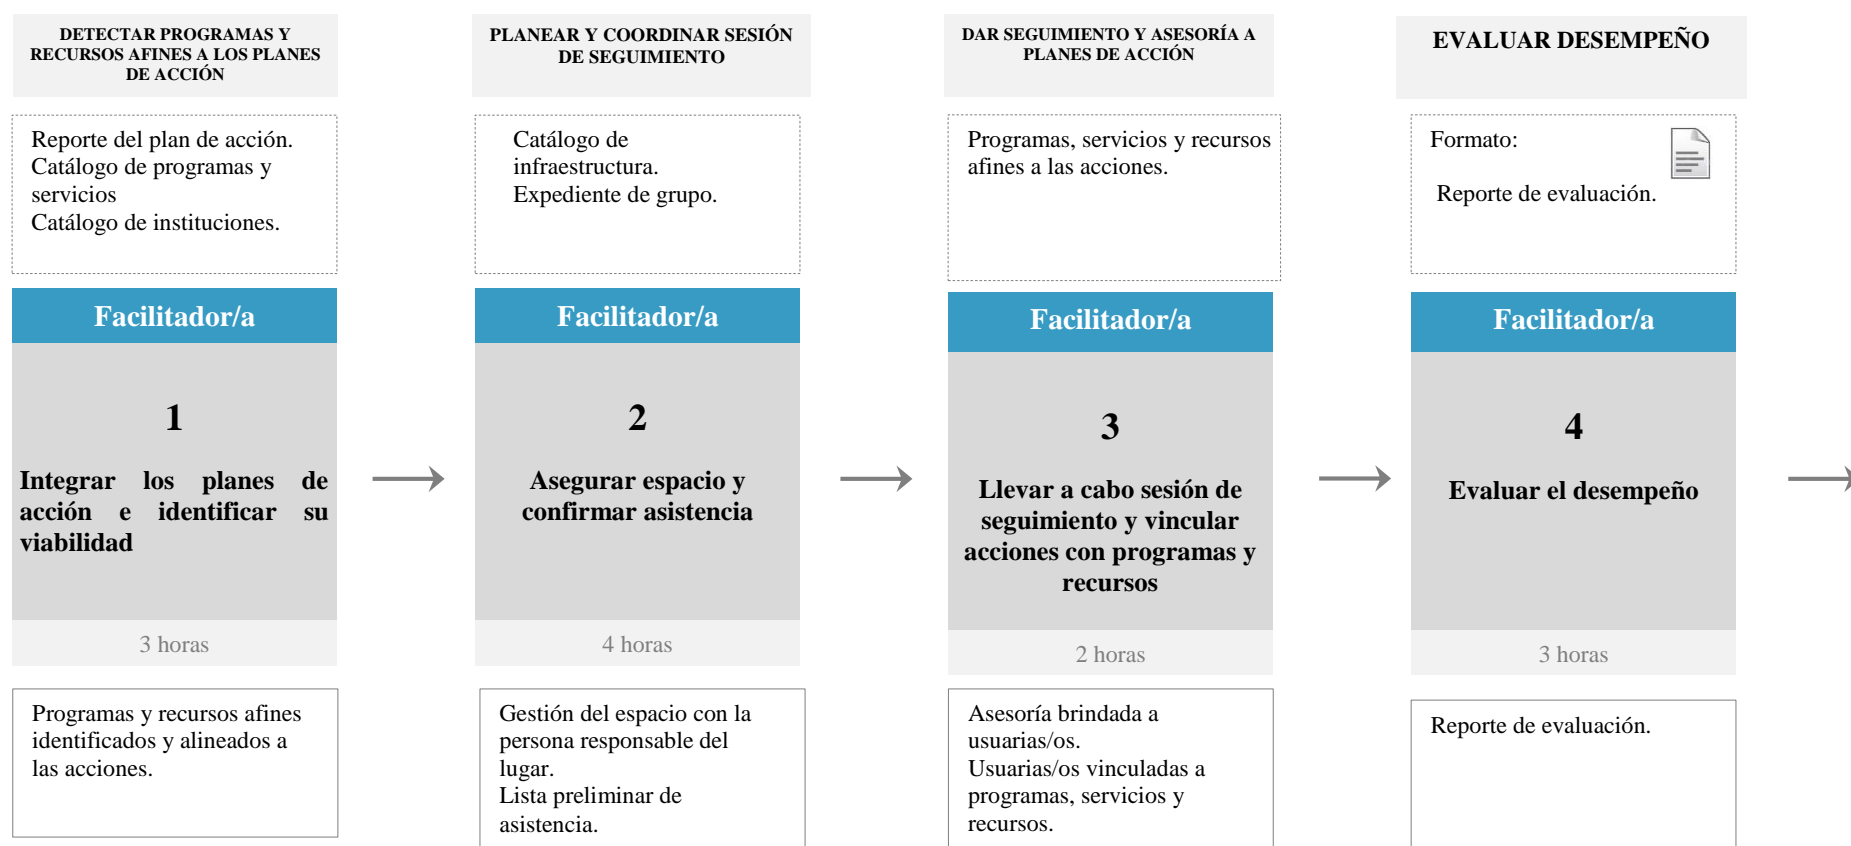 DETECTAR PROGRAMAS Y
RECURSOS AFINES A LOS PLANES
DE ACCIÓN
Reporte del plan de acción.
Catálogo de programas y
servicios
Catálogo de instituciones.
Facilitador/a
1
Integrar los planes de
acción e identificar su
viabilidad
3 horas
Programas y recursos afines
identificados y alineados a
las acciones.
PLANEAR Y COORDINAR SESIÓN
DE SEGUIMIENTO
Catálogo de
infraestructura.
Expediente de grupo.
Facilitador/a
2
Asegurar espacio y
confirmar asistencia
4 horas
Gestión del espacio con la
persona responsable del
lugar.
Lista preliminar de
asistencia.
DAR SEGUIMIENTO Y ASESORÍA A
PLANES DE ACCIÓN
Programas, servicios y recursos
afines a las acciones.
Facilitador/a
3
Llevar a cabo sesión de
seguimiento y vincular
acciones con programas y
recursos
2 horas
Asesoría brindada a
usuarias/os.
Usuarias/os vinculadas a
programas, servicios y
recursos.
EVALUAR DESEMPEÑO
Formato:
Reporte de evaluación.
Facilitador/a
4
Evaluar el desempeño
3 horas
Reporte de evaluación.